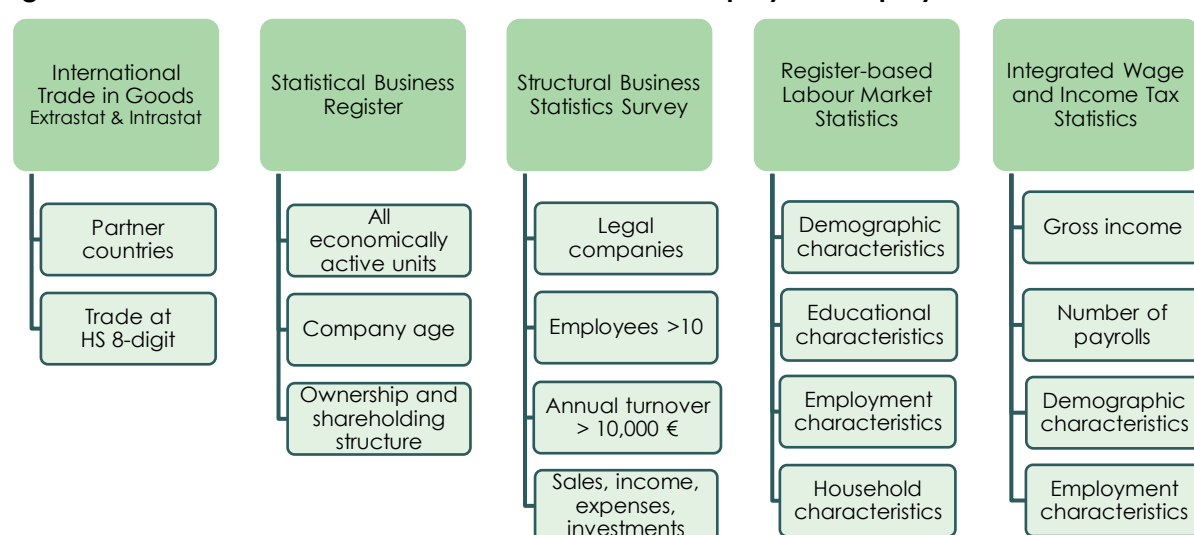 International
Trade in Goods
Extrastat & Intrastat
Partner
countries
Trade at
HS 8-digit
Statistical Business
Register
All
economically
active units
Company age
Ownership and
shareholding
structure
Structural Business
Statistics Survey
Legal
companies
Employees >10
Annual turnover
> 10,000 €
Sales, income,
expenses,
investments
Register-based
Labour Market
Statistics
Demographic
characteristics
Educational
characteristics
Employment
characteristics
Household
characteristics
Integrated Wage
and Income Tax
Statistics
Gross income
Number of
payrolls
Demographic
characteristics
Employment
characteristics